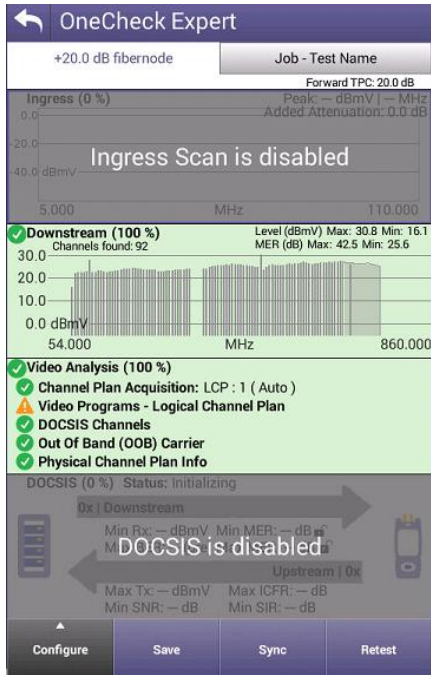 OneCheck Expert
+20.0 dB fibernode
Job - Test Name
Forward TPC: 20.0 dB
Ingress (0 %)
Peak: — dBmV | — MHz
Added Attenuation: 0.0 dB
0.0
-20.0
Ingress Scan is disabled
-40.0 dBmV
5.000
MHz
110.000
Downstream (100 %)
Level (dBmV) Max: 30.8 Min: 16.1
Channels found: 92
MER (dB) Max: 42.5 Min: 25.6
30.0
20.0
10.0
0.0 dBmV
54.000
MHz
860.000
Video Analysis (100 %)
Channel Plan Acquisition: LCP : 1 ( Auto )
Video Programs - Logical Channel Plan
DOCSIS Channels
Out Of Band (OOB) Carrier
Physical Channel Plan Info
DOCSIS (0 %) Status: Initializing
0x | Downstream
Min Rx: — dBmV Min MER: — dB
DOCSIS is disabled
Upstream | 0x
Max Tx: — dBmV Max ICFR: — dB
Min SNR: — dB Min SIR: — dB
Configure
Save
Sync
Retest